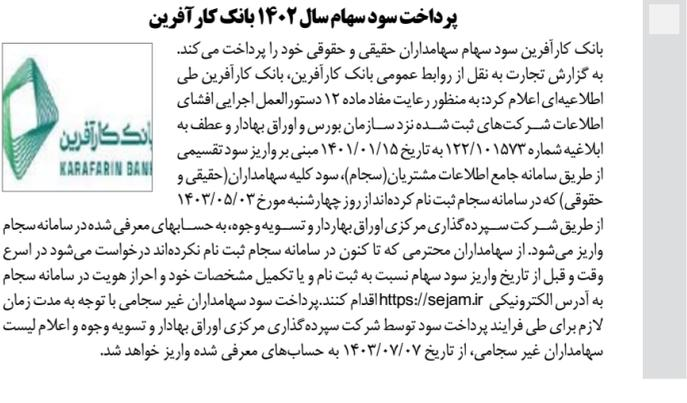 پرداخت سود سهام سال ۱۴۰۲ بانک کارآفرین
بانک کارآفرین سود سهام سهامداران حقیقی و حقوقی خود را پرداخت می‌کند.
به گزارش تجارت به نقل از روابط عمومی بانک کارآفرین، بانک کارآفرین طی
اطلاعیه‌ای اعلام کرد: به منظور رعایت مفاد ماده ۱۲ دستورالعمل اجرایی افشای
اطلاعات شرکت‌های ثبت شده نزد سازمان بورس و اوراق بهادار و عطف به
ابلاغیه شماره ۱۲۲/۱۰۱۵۷۳ به تاریخ ۱۴۰۱/۰۱/۱۵ مبنی بر واریز سود تقسیمی
از طریق سامانه جامع اطلاعات مشتریان(سجام)، سود کلیه سهامداران(حقیقی و
حقوقی) که در سامانه سجام ثبت نام کرده‌اند از روز چهارشنبه مورخ ۱۴۰۳/۰۵/۰۳
از طریق شرکت سپرده گذاری مرکزی اوراق بهاردار و تسویه وجوه، به حسابهای معرفی شده در سامانه سجام
واریز می‌شود. از سهامداران محترمی که تا کنون در سامانه سجام ثبت نام نکرده‌اند درخواست می‌شود در اسرع
وقت و قبل از تاریخ واریز سود سهام نسبت به ثبت نام و یا تکمیل مشخصات خود و احراز هویت در سامانه سجام
به آدرس الکترونیکی https://sejam.ir اقدام کنند.پرداخت سود سهامداران غیر سجامی با توجه به مدت زمان
لازم برای طی فرایند پرداخت سود توسط شرکت سپرده گذاری مرکزی اوراق بهادار و تسویه وجوه و اعلام لیست
سهامداران غیر سجامی، از تاریخ ۱۴۰۳/۰۷/۰۷ به حساب‌های معرفی شده واریز خواهد شد.
بانک کارآفرین
KARAFARIN BANK